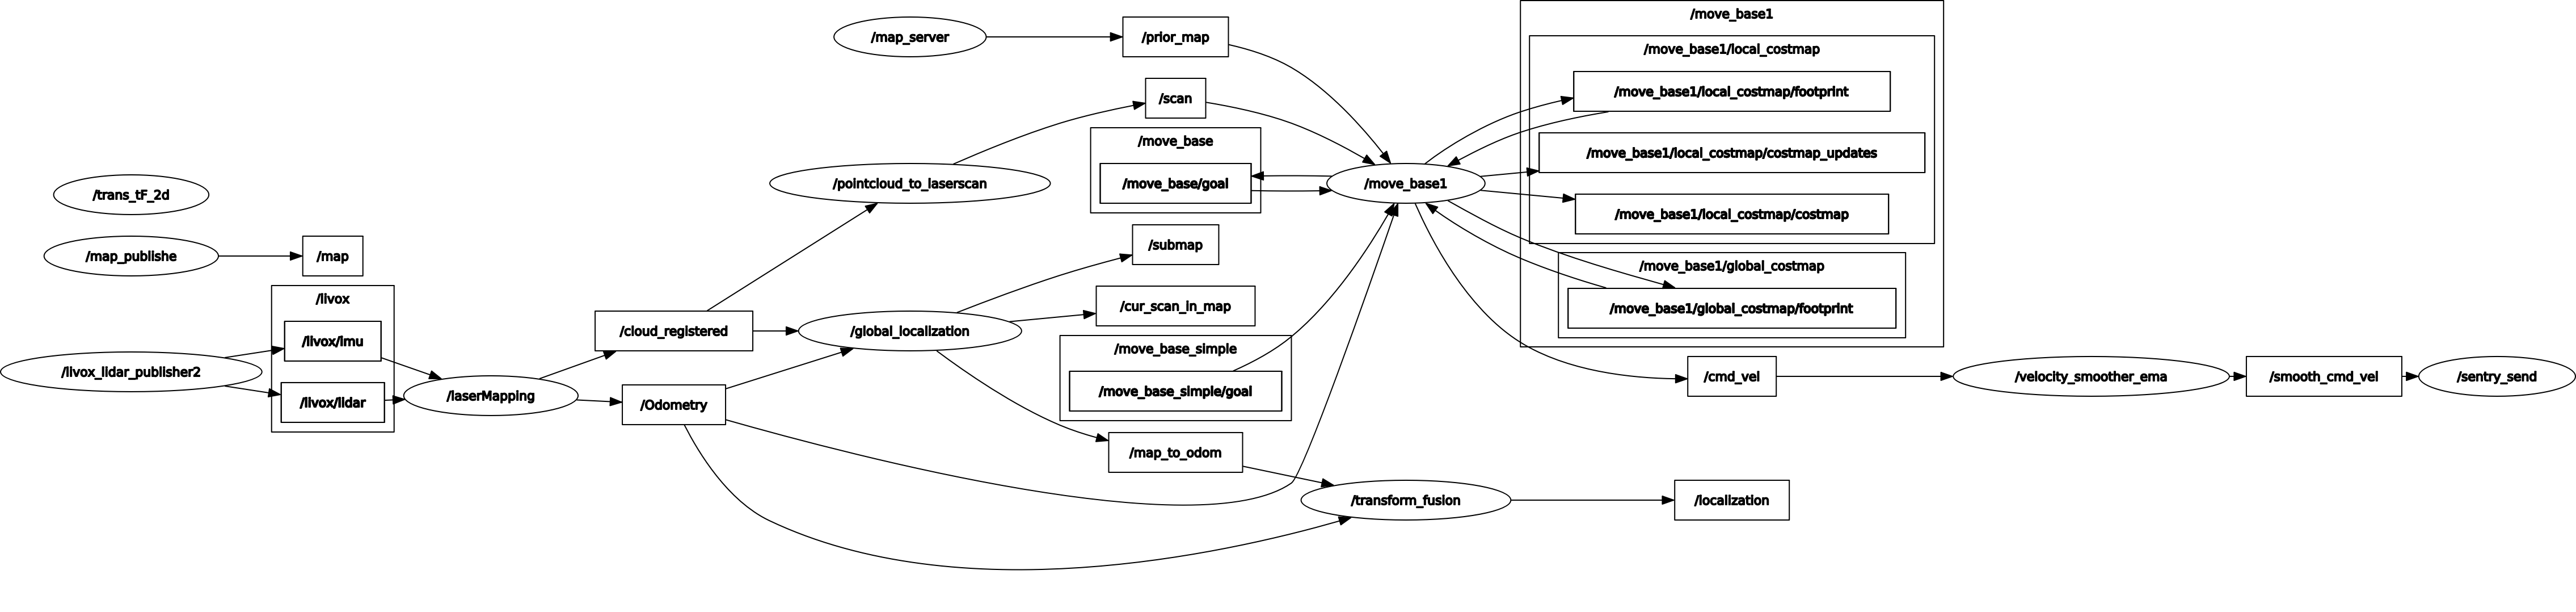 /map_server
/prior_map
/move_base1
/move_base1/local_costmap
/scan
/move_base1/local_costmap/footprint
/move_base
/move_base1/local_costmap/costmap_updates
/trans_tF_2d
/pointcloud_to_laserscan
/move_base/goal
/move_base1
/move_base1/local_costmap/costmap
/map_publishe
/map
/submap
/move_base1/global_costmap
/livox
/cloud_registered
/global_localization
/cur_scan_in_map
/move_base1/global_costmap/footprint
/livox/imu
/move_base_simple
/livox_lidar_publisher2
/move_base_simple/goal
/cmd_vel
/velocity_smoother_ema
/smooth_cmd_vel
/sentry_send
/livox/lidar
/laserMapping
/Odometry
/map_to_odom
/transform_fusion
/localization